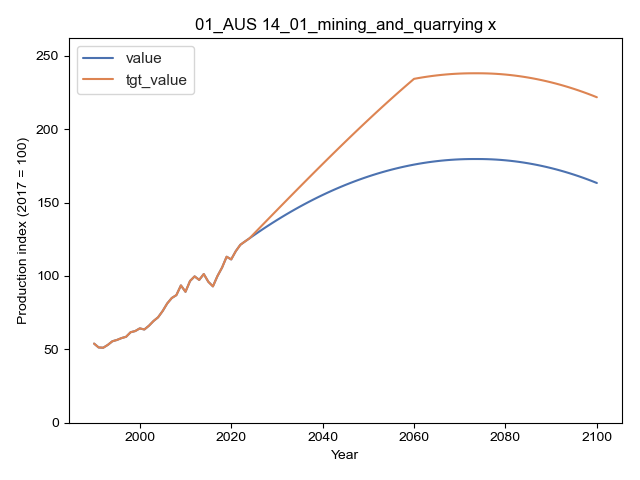 01_AUS 14_01_mining_and_quarrying x
value
tgt_value
Production index (2017 = 100)
250
200
150
100
50
0
2000 2020 2040 2060 2080 2100
Year